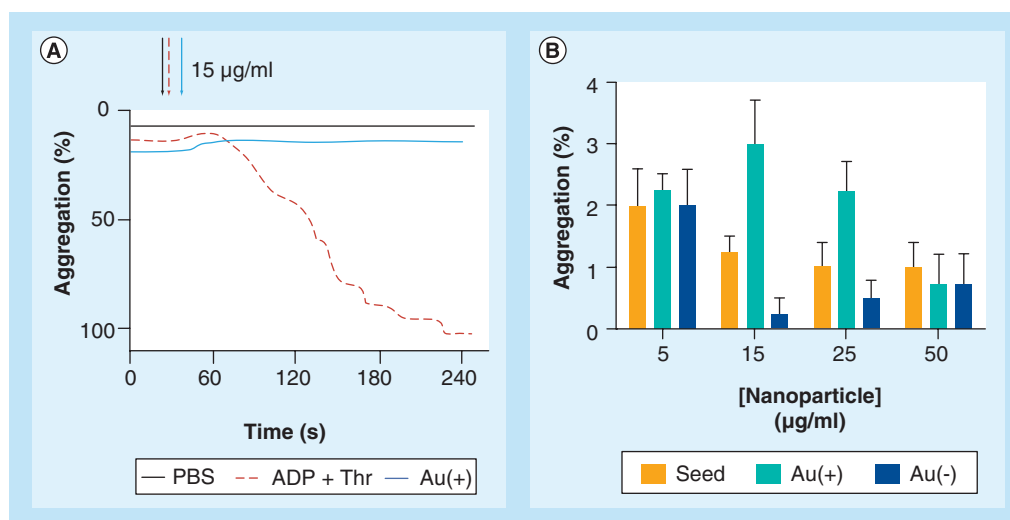 A
15 µg/ml
0
50
100
Aggregation (%)
0 60 120 180 240
Time (s)
PBS ADP + Thr Au(+)
B
4
3
2
1
0
Aggregation (%)
5 15 25 50
[Nanoparticle]
(µg/ml)
Seed Au(+) Au(-)